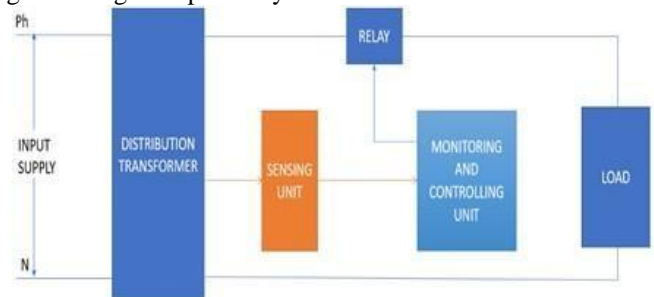 Ph
RELAY
INPUT
SUPPLY
DISTRIBUTION
TRANSFORMER
SENSING
UNIT
MONITORING
AND
CONTROLLING
UNIT
LOAD
N